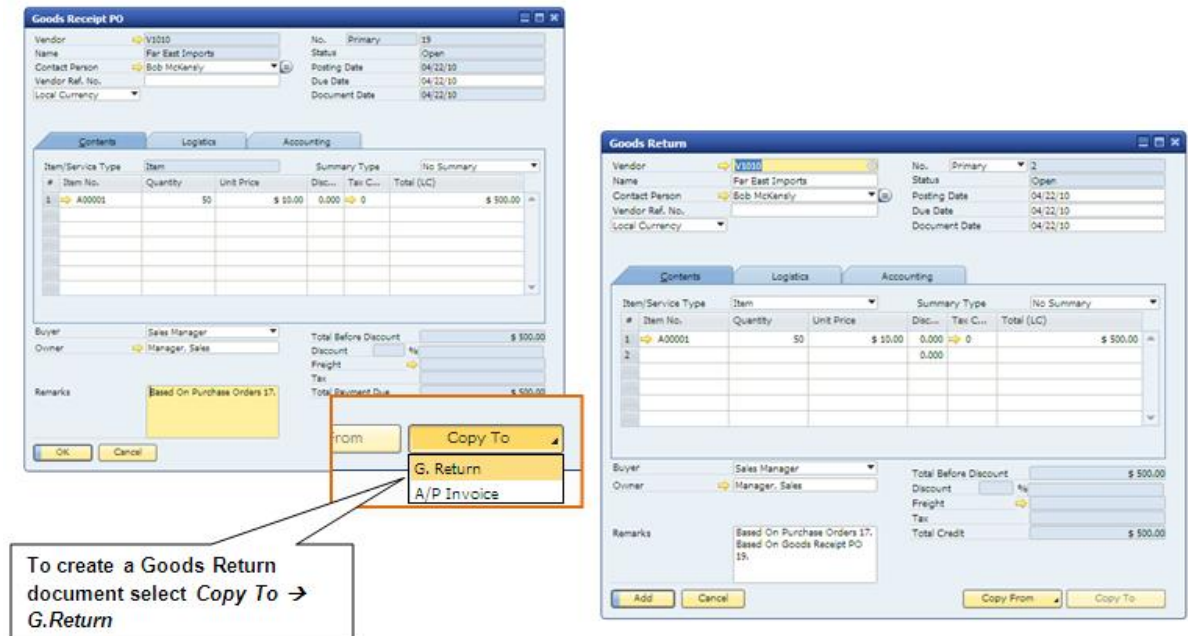 Goods Receipt PO
Vendor V1010 No. Primary 19
Name Far East Imports Status Open
Contact Person Bob McKensly Posting Date 04/22/10
Vendor Ref. No. Due Date 04/22/10
Local Currency Document Date 04/22/10
Contents Logistics Accounting
Item/Service Type Item Summary Type No Summary
# Item No. Quantity Unit Price Disc... Tax C... Total (LC)
1 A00001 50 $ 10.00 0.000 0 $ 500.00
Buyer Sales Manager Total Before Discount $ 500.00
Owner Manager, Sales Discount %
Freight
Tax
Remarks Based On Purchase Orders 17. Total Payment Due $ 500.00
OK Cancel
From Copy To
G. Return
A/P Invoice
To create a Goods Return
document select Copy To →
G.Return
Goods Return
Vendor V1010 No. Primary 2
Name Far East Imports Status Open
Contact Person Bob McKensly Posting Date 04/22/10
Vendor Ref. No. Due Date 04/22/10
Local Currency Document Date 04/22/10
Contents Logistics Accounting
Item/Service Type Item Summary Type No Summary
# Item No. Quantity Unit Price Disc... Tax C... Total (LC)
1 A00001 50 $ 10.00 0.000 0 $ 500.00
2 0.000
Buyer Sales Manager Total Before Discount $ 500.00
Owner Manager, Sales Discount %
Freight
Tax
Remarks Based On Purchase Orders 17. Total Credit $ 500.00
Based On Goods Receipt PO
19.
Add Cancel Copy From Copy To